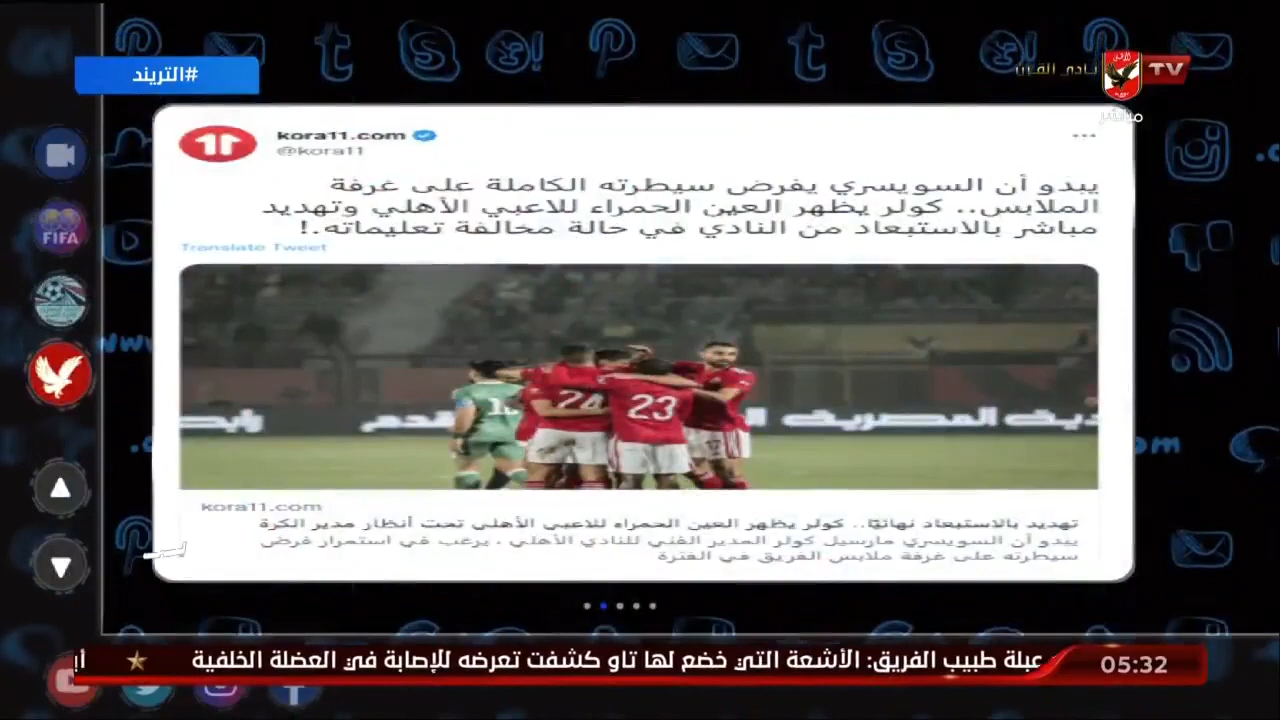 #التريند
نادي القرن
TV
مباشر
kora11.com
@kora11
يبدو أن السويسري يفرض سيطرته الكاملة على غرفة
الملابس.. كولر يظهر العين الحمراء للاعبي الأهلي وتهديد
مباشر بالاستبعاد من النادي في حالة مخالفة تعليماته.!
Translate Tweet
FIFA
24
23
kora11.com
تهديد بالاستبعاد نهائيًا.. كولر يظهر العين الحمراء للاعبي الأهلي تحت أنظار مدير الكرة
يبدو أن السويسري مارسيل كولر المدير الفني للنادي الأهلي ، يرغب في استمرار فرض
سيطرته على غرفة ملابس الفريق في الفترة
عبلة طبيب الفريق: الأشعة التي خضع لها تاو كشفت تعرضه للإصابة في العضلة الخلفية
05:32